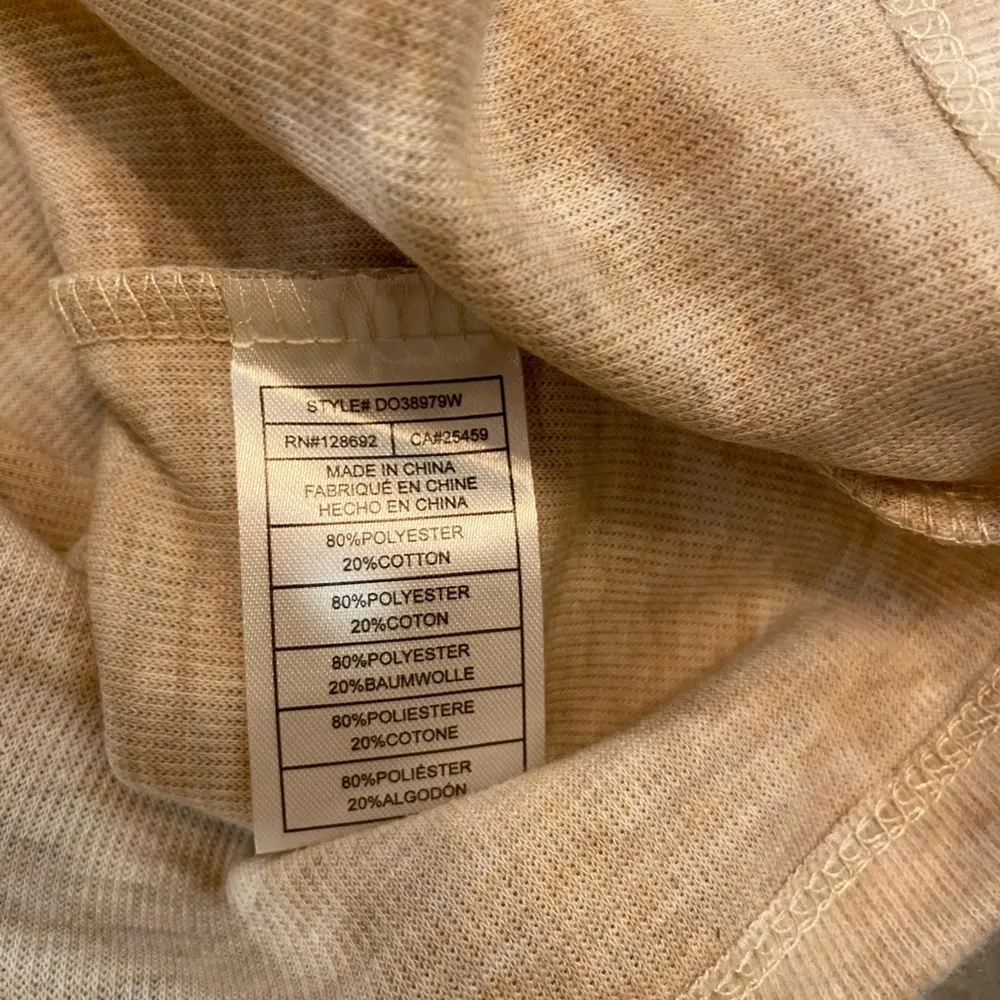 STYLE# DO38979W
RN#128692 CA#25459
MADE IN CHINA
FABRIQUÉ EN CHINE
HECHO EN CHINA
80%POLYESTER
20%COTTON
80%POLYESTER
20%COTON
80%POLYESTER
20%BAUMWOLLE
80%POLIESTERE
20%COTONE
80%POLIÉSTER
20%ALGODÓN